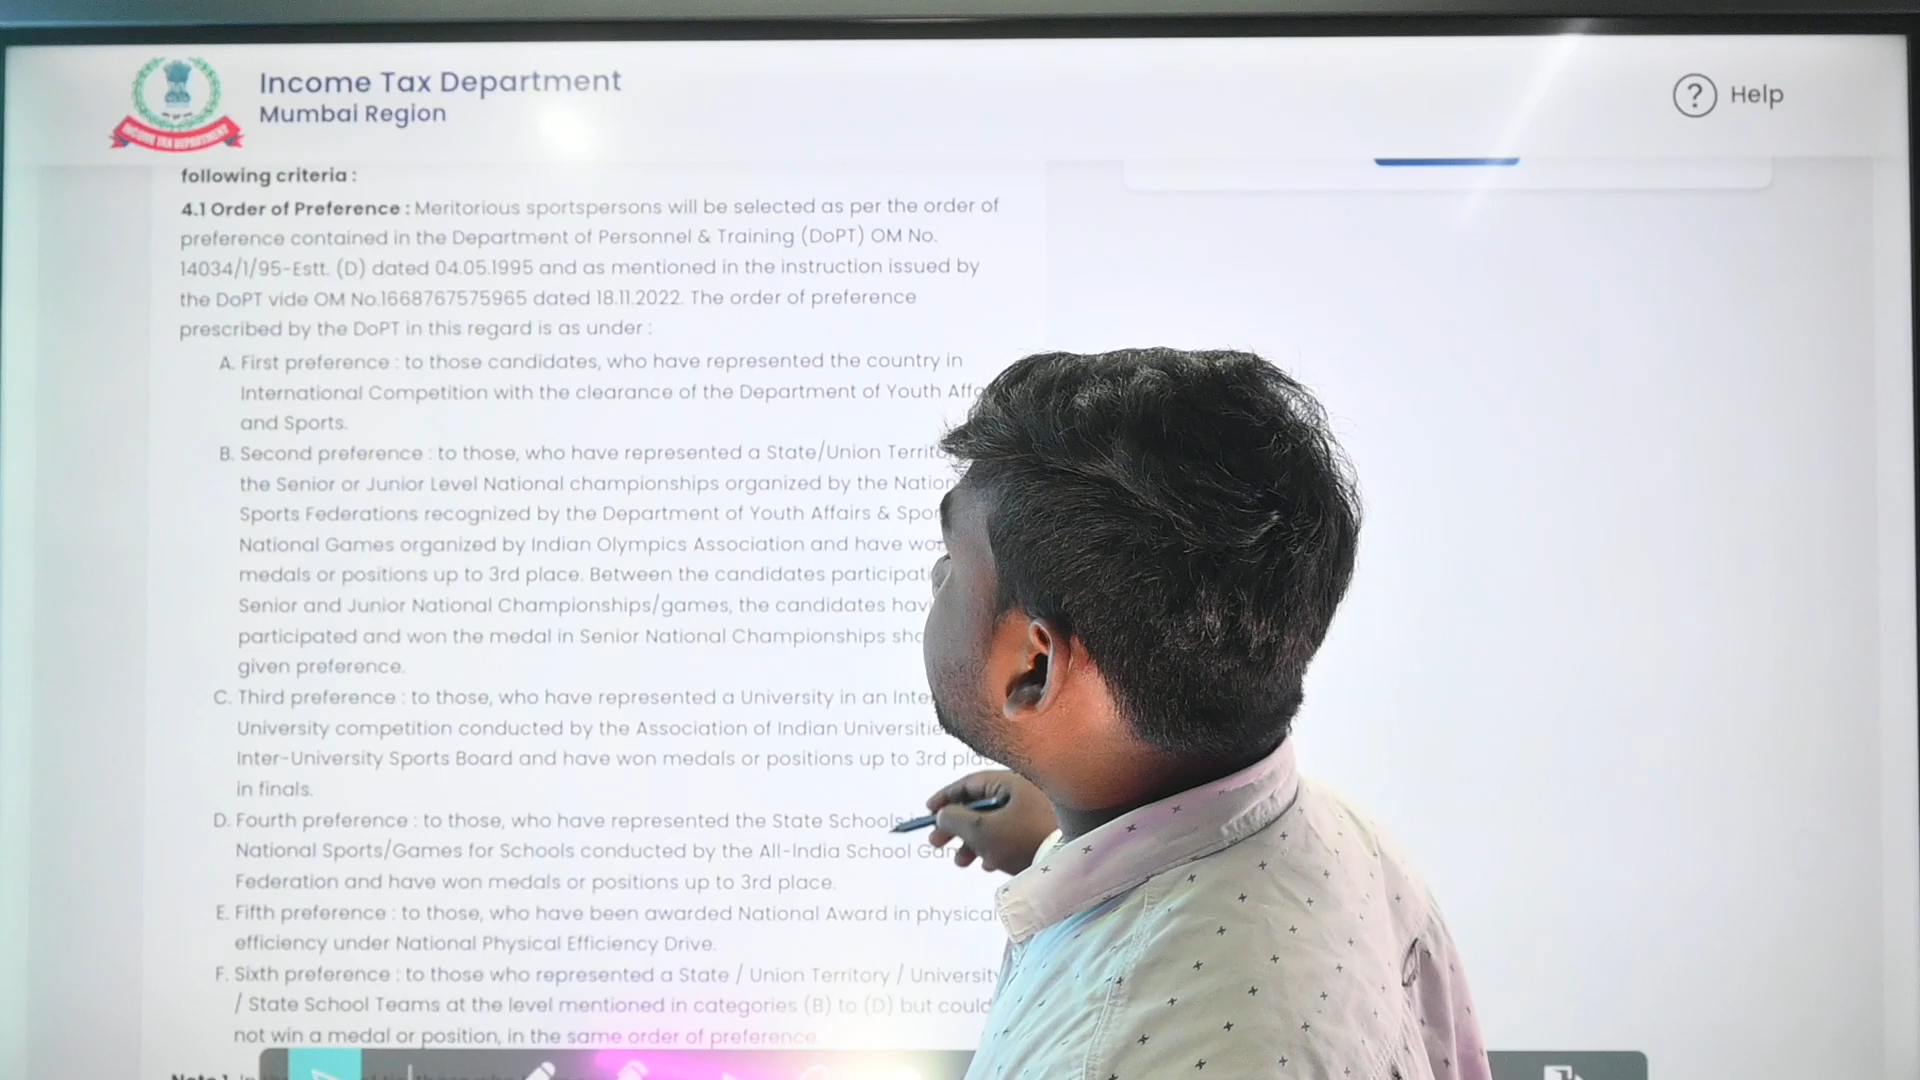 Income Tax Department
Mumbai Region
INCOME TAX DEPARTMENT
? Help
following criteria :
4.1 Order of Preference : Meritorious sportspersons will be selected as per the order of
preference contained in the Department of Personnel & Training (DoPT) OM No.
14034/1/95-Estt. (D) dated 04.05.1995 and as mentioned in the instruction issued by
the DoPT vide OM No.1668767575965 dated 18.11.2022. The order of preference
prescribed by the DoPT in this regard is as under :
A. First preference : to those candidates, who have represented the country in
International Competition with the clearance of the Department of Youth
and Sports.
B. Second preference : to those, who have represented a State/Union
the Senior or Junior Level National championships organized by the
Sports Federations recognized by the Department of Youth Affairs &
National Games organized by Indian Olympics Association and have
medals or positions up to 3rd place. Between the candidates
Senior and Junior National Championships/games, the candidates
participated and won the medal in Senior National Championships
given preference.
C. Third preference : to those, who have represented a University in an
University competition conducted by the Association of Indian
Inter-University Sports Board and have won medals or positions up to 3rd
in finals.
D. Fourth preference : to those, who have represented the State Schools
National Sports/Games for Schools conducted by the All-India School
Federation and have won medals or positions up to 3rd place.
E. Fifth preference : to those, who have been awarded National Award in physical
efficiency under National Physical Efficiency Drive.
F. Sixth preference : to those who represented a State / Union Territory / University
/ State School Teams at the level mentioned in categories (B) to (D) but could
not win a medal or position, in the same order of preference.